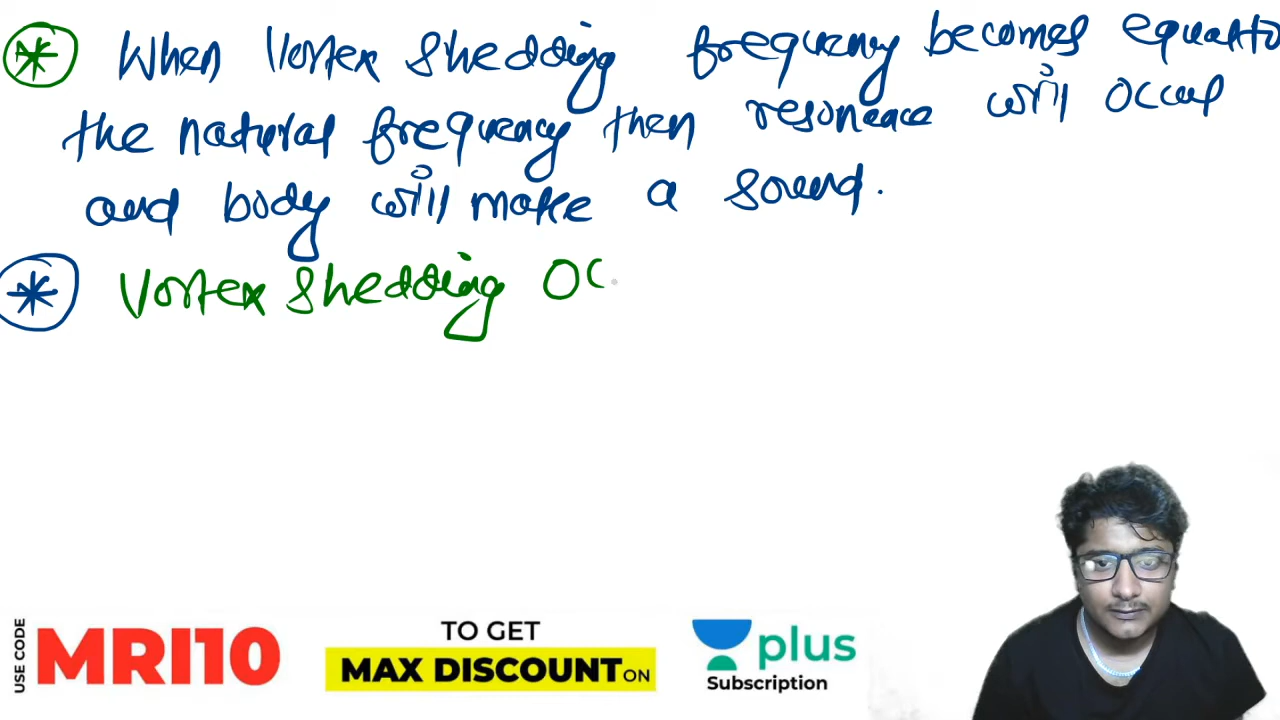 When Vortex Shedding frequency becomes equal to
the natural frequency then resonance will occur
and body will make a sound.
Vortex Shedding OC
USE CODE
MRI10
TO GET
MAX DISCOUNT ON
plus
Subscription